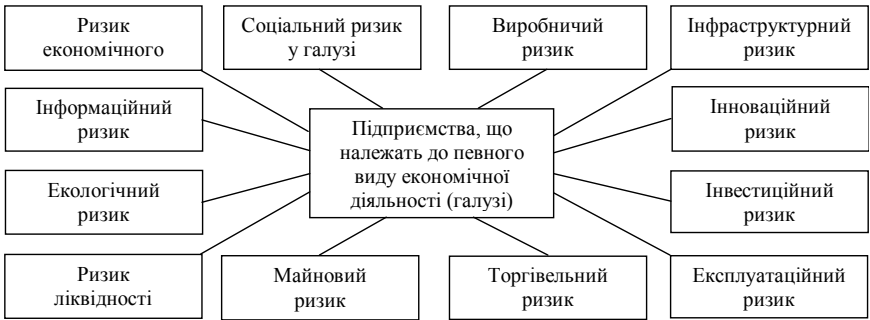 Ризик
економічного
Соціальний ризик
у галузі
Виробничий
ризик
Інфраструктурний
ризик
Інформаційний
ризик
Підприємства, що
належать до певного
виду економічної
діяльності (галузі)
Інноваційний
ризик
Екологічний
ризик
Інвестиційний
ризик
Ризик
ліквідності
Майновий
ризик
Торгівельний
ризик
Експлуатаційний
ризик